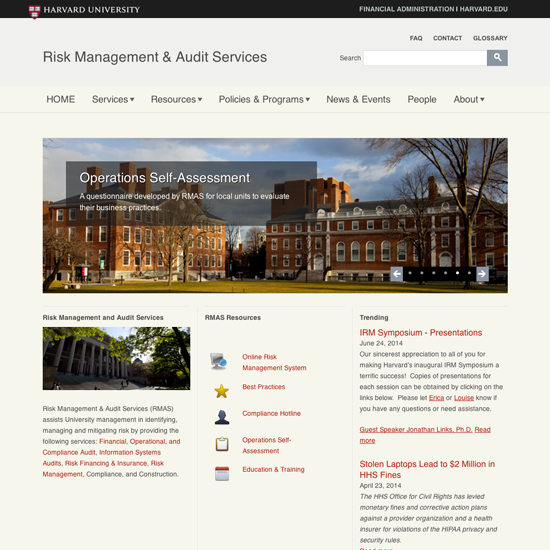 HARVARD UNIVERSITY
FINANCIAL ADMINISTRATION | HARVARD.EDU
FAQ CONTACT GLOSSARY
Risk Management & Audit Services
Search
HOME Services Resources Policies & Programs News & Events People About
Operations Self-Assessment
A questionnaire developed by RMAS for local units to evaluate
their business practices.
Risk Management and Audit Services
Risk Management & Audit Services (RMAS)
assists University management in identifying,
managing and mitigating risk by providing the
following services: Financial, Operational, and
Compliance Audit, Information Systems
Audits, Risk Financing & Insurance, Risk
Management, Compliance, and Construction.
RMAS Resources
Online Risk
Management System
Best Practices
Compliance Hotline
Operations Self-
Assessment
Education & Training
Trending
IRM Symposium - Presentations
June 24, 2014
Our sincerest appreciation to all of you for
making Harvard's inaugural IRM Symposium a
terrific success! Copies of presentations for
each session can be obtained by clicking on the
links below. Please let Erica or Louise know if
you have any questions or need assistance.
Guest Speaker Jonathan Links, Ph.D. Read
more
Stolen Laptops Lead to $2 Million in
HHS Fines
April 23, 2014
The HHS Office for Civil Rights has levied
monetary fines and corrective action plans
against a provider organization and a health
insurer for violations of the HIPAA privacy and
security rules.